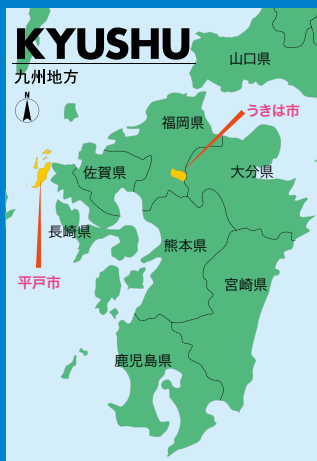 KYUSHU
九州地方
N
山口県
うきは市
福岡県
佐賀県
大分県
長崎県
熊本県
平戸市
宮崎県
鹿児島県